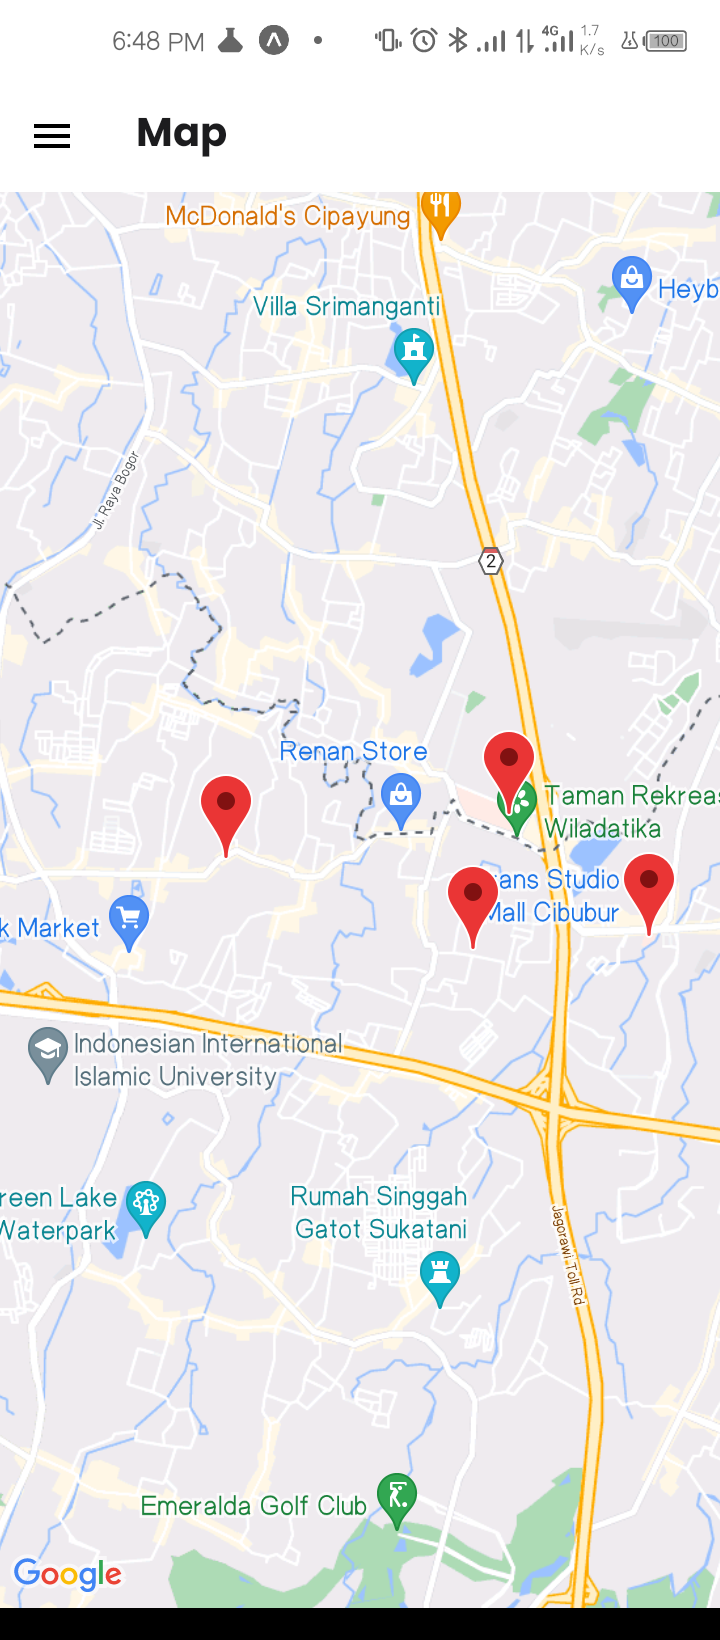 6:48 PM
4G
1.7
K/s
100
Map
McDonald's Cipayung
Heyb
Villa Srimanganti
Jl. Raya Bogor
2
Renan Store
Taman Rekreas
Wiladatika
rans Studio
Mall Cibubur
k Market
Indonesian International
Islamic University
reen Lake
Waterpark
Rumah Singgah
Gatot Sukatani
Jagorawi Toll Rd
Emeralda Golf Club
Google